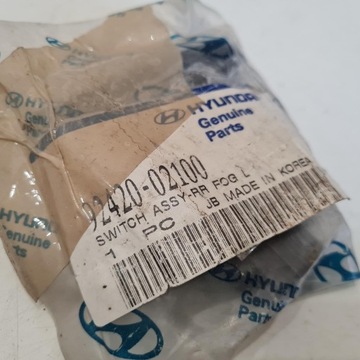 HYUNDAI
Genuine
Parts
HYUNDAI
Genuine
Parts
92420-02100
SWITCH ASSY-RR FOG L
1 PC JB MADE IN KOREA
HYUNDAI
Genuine
Parts